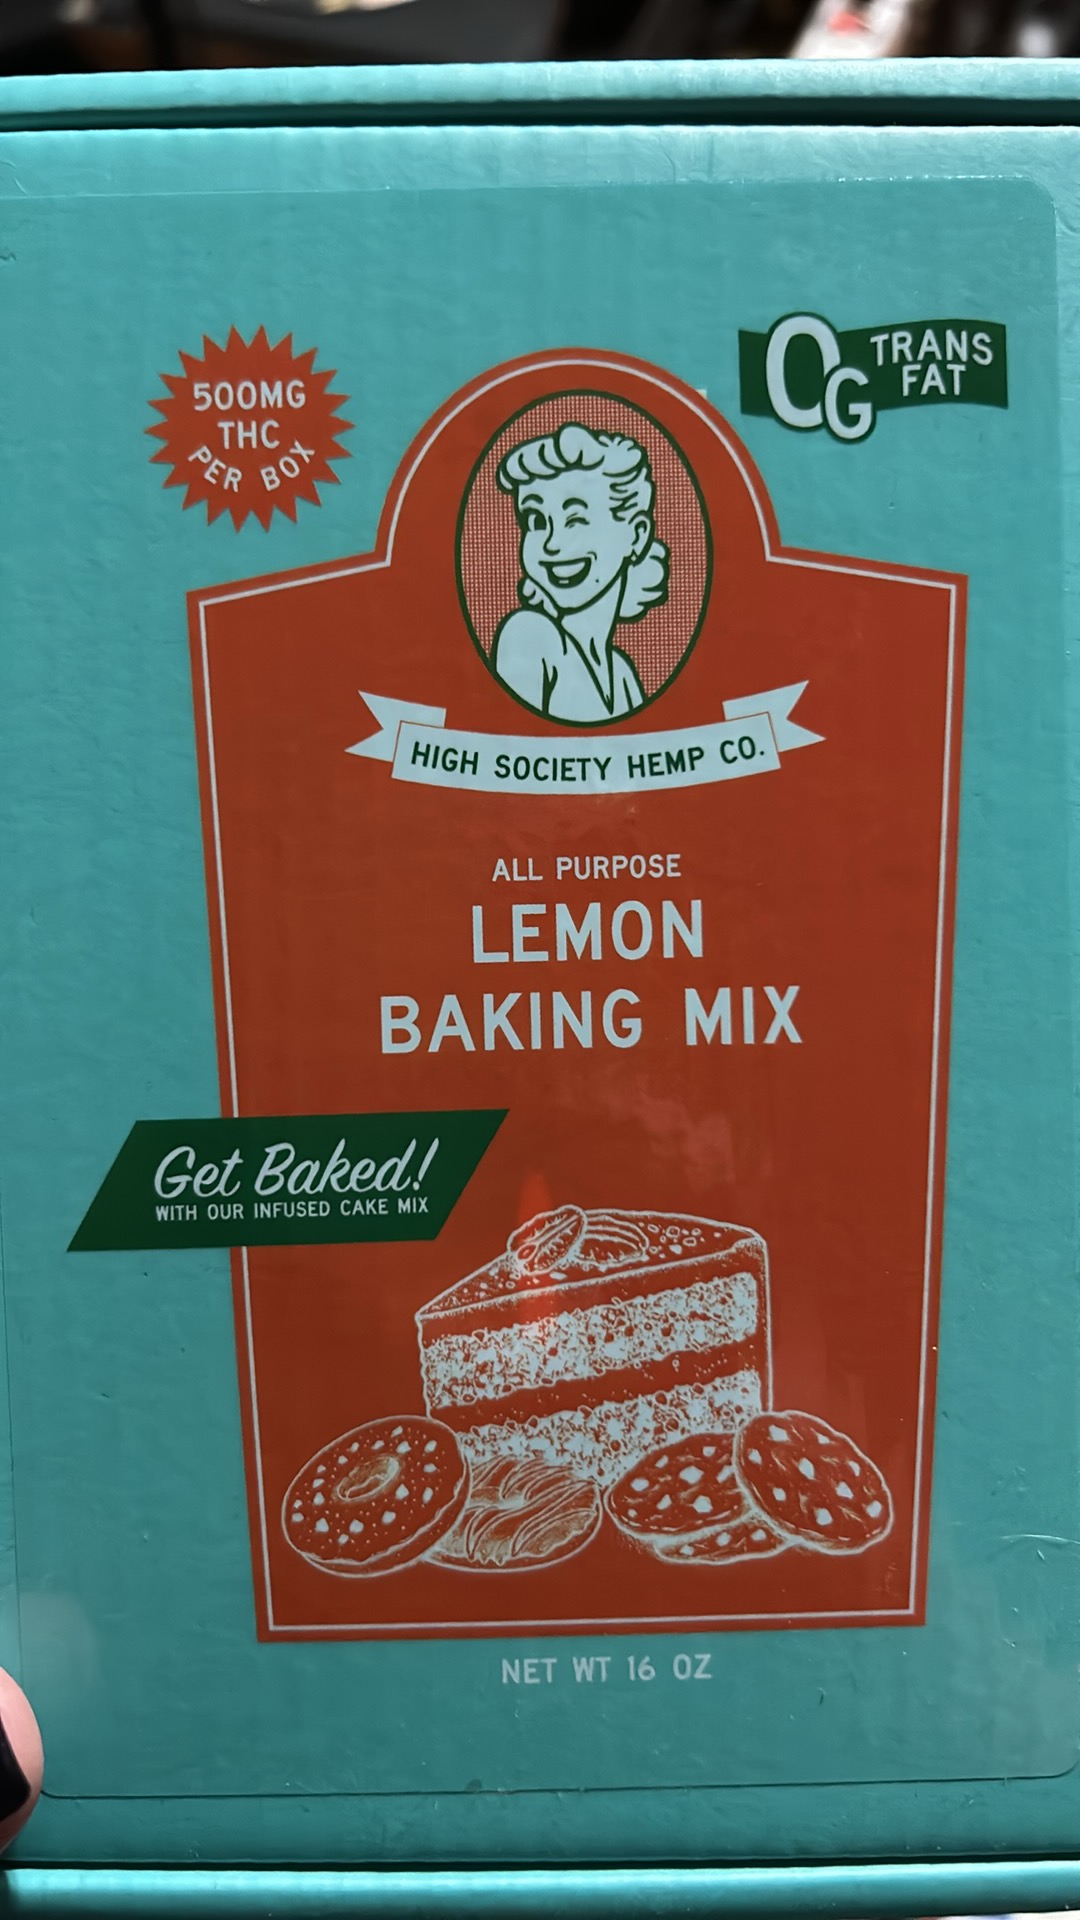 500MG
THC
PER BOX
0G TRANS
FAT
HIGH SOCIETY HEMP CO.
ALL PURPOSE
LEMON
BAKING MIX
Get Baked!
WITH OUR INFUSED CAKE MIX
NET WT 16 OZ